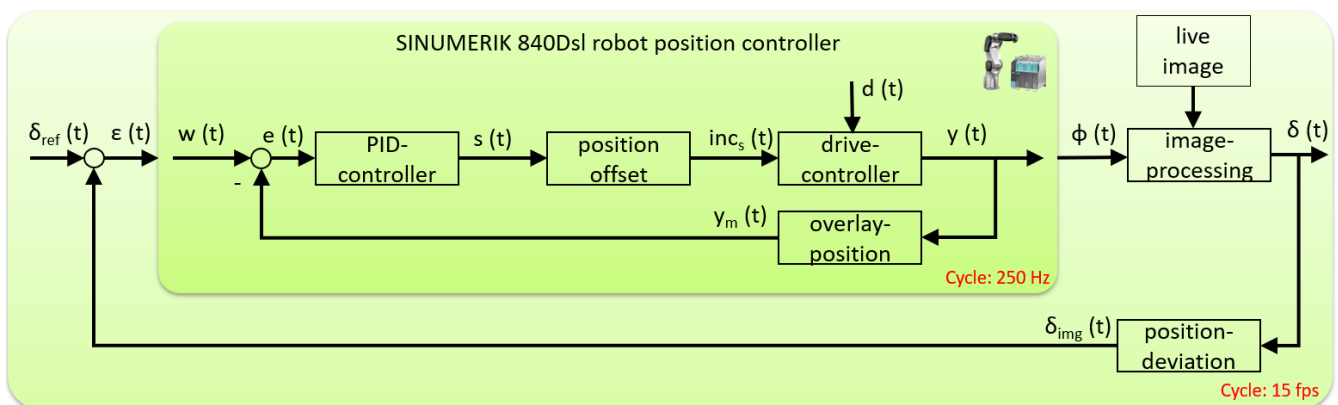 SINUMERIK 840Dsl robot position controller
live
image
δref (t)
ε (t)
w (t)
e (t)
-
PID-
controller
s (t)
position
offset
incs (t)
d (t)
drive-
controller
y (t)
ϕ (t)
image-
processing
δ (t)
ym (t)
overlay-
position
Cycle: 250 Hz
δimg (t)
position-
deviation
Cycle: 15 fps